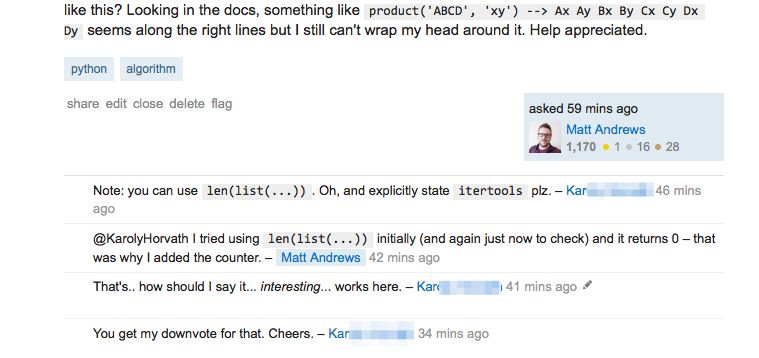 like this? Looking in the docs, something like product('ABCD', 'xy') --> Ax Ay Bx By Cx Cy Dx
Dy seems along the right lines but I still can't wrap my head around it. Help appreciated.
python algorithm
share edit close delete flag
asked 59 mins ago
Matt Andrews
1,170 1 16 28
Note: you can use len(list(...)). Oh, and explicitly state itertools plz. – Kar 46 mins
ago
@KarolyHorvath I tried using len(list(...)) initially (and again just now to check) and it returns 0 – that
was why I added the counter. – Matt Andrews 42 mins ago
That's.. how should I say it... interesting... works here. – Kar 41 mins ago
You get my downvote for that. Cheers. – Kar 34 mins ago